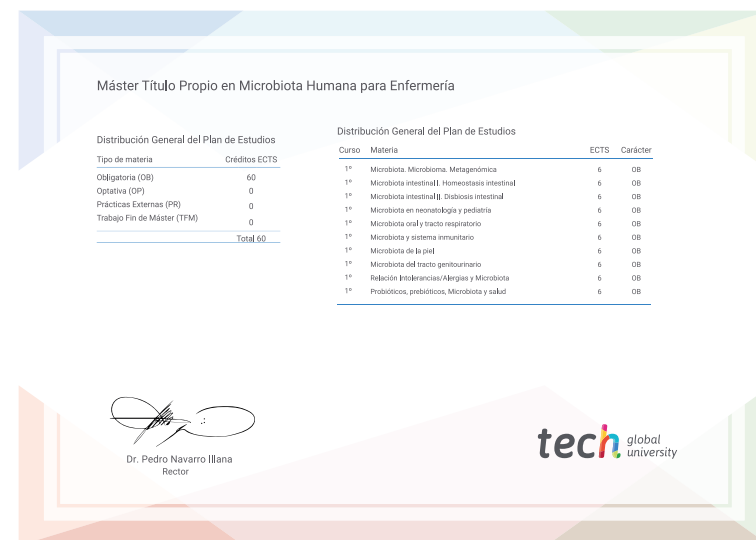 Máster Título Propio en Microbiota Humana para Enfermería
Distribución General del Plan de Estudios
Tipo de materia Créditos ECTS
Obligatoria (OB) 60
Optativa (OP) 0
Prácticas Externas (PR) 0
Trabajo Fin de Máster (TFM) 0
Total 60
Distribución General del Plan de Estudios
Curso Materia ECTS Carácter
1º Microbiota. Microbioma. Metagenómica 6 OB
1º Microbiota intestinal I. Homeostasis intestinal 6 OB
1º Microbiota intestinal II. Disbiosis intestinal 6 OB
1º Microbiota en neonatología y pediatría 6 OB
1º Microbiota oral y tracto respiratorio 6 OB
1º Microbiota y sistema inmunitario 6 OB
1º Microbiota de la piel 6 OB
1º Microbiota del tracto genitourinario 6 OB
1º Relación Intolerancias/Alergias y Microbiota 6 OB
1º Probióticos, prebióticos, Microbiota y salud 6 OB
Dr. Pedro Navarro Illana
Rector
tech global
university